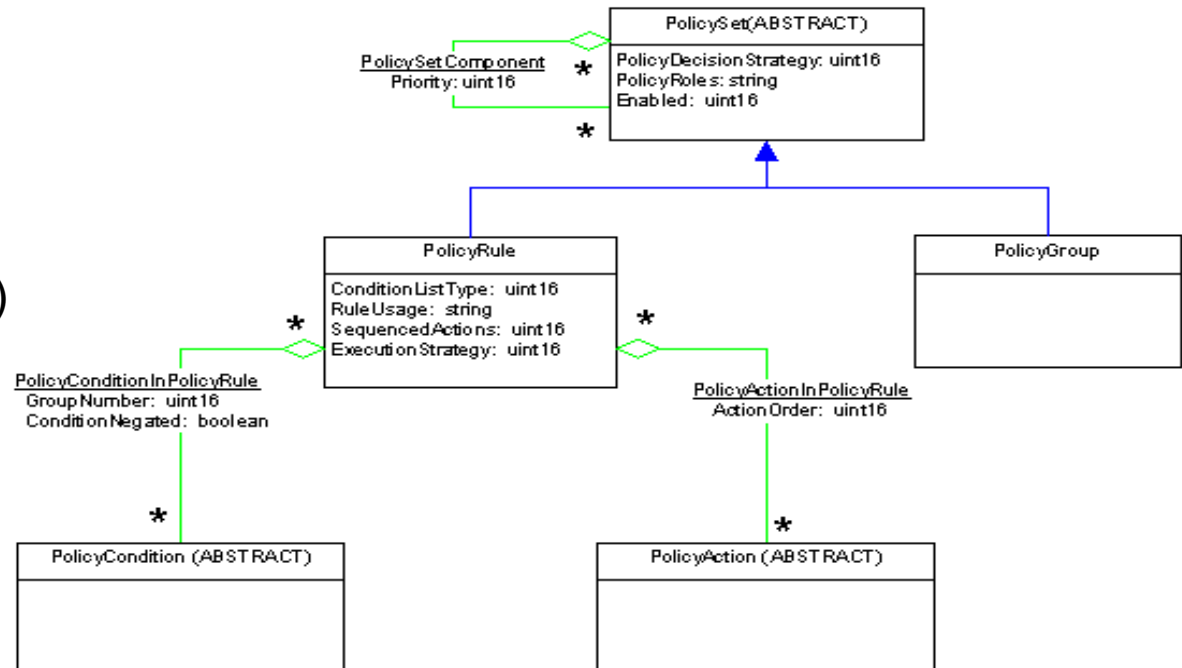 PolicySet(ABSTRACT)
PolicyDecisionStrategy: uint16
PolicyRoles: string
Enabled: uint16
PolicySetComponent
Priority: uint16
*
*
PolicyRule
ConditionListType: uint16
RuleUsage: string
SequencedActions: uint16
ExecutionStrategy: uint16
PolicyGroup
)
*
*
PolicyConditionInPolicyRule
GroupNumber: uint16
ConditionNegated: boolean
PolicyActionInPolicyRule
ActionOrder: uint16
*
*
PolicyCondition (ABSTRACT)
PolicyAction (ABSTRACT)